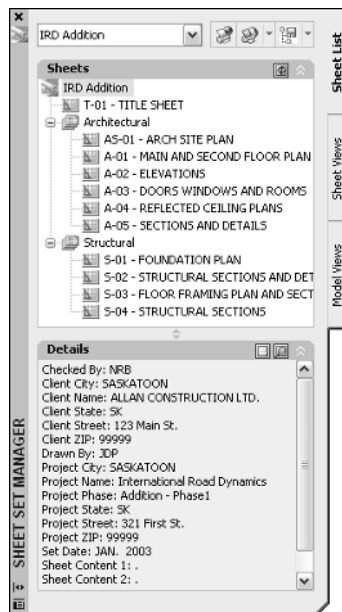 IRD Addition
Sheets
IRD Addition
T-01 - TITLE SHEET
Architectural
AS-01 - ARCH SITE PLAN
A-01 - MAIN AND SECOND FLOOR PLAN
A-02 - ELEVATIONS
A-03 - DOORS WINDOWS AND ROOMS
A-04 - REFLECTED CEILING PLANS
A-05 - SECTIONS AND DETAILS
Structural
S-01 - FOUNDATION PLAN
S-02 - STRUCTURAL SECTIONS AND DET
S-03 - FLOOR FRAMING PLAN AND SECT
S-04 - STRUCTURAL SECTIONS
Details
Checked By: NRB
Client City: SASKATOON
Client Name: ALLAN CONSTRUCTION LTD.
Client State: SK
Client Street: 123 Main St.
Client ZIP: 99999
Drawn By: JDP
Project City: SASKATOON
Project Name: International Road Dynamics
Project Phase: Addition - Phase1
Project State: SK
Project Street: 321 First St.
Project ZIP: 99999
Set Date: JAN. 2003
Sheet Content 1: .
Sheet Content 2: .
SHEET SET MANAGER
Sheet List
Sheet Views
Model Views